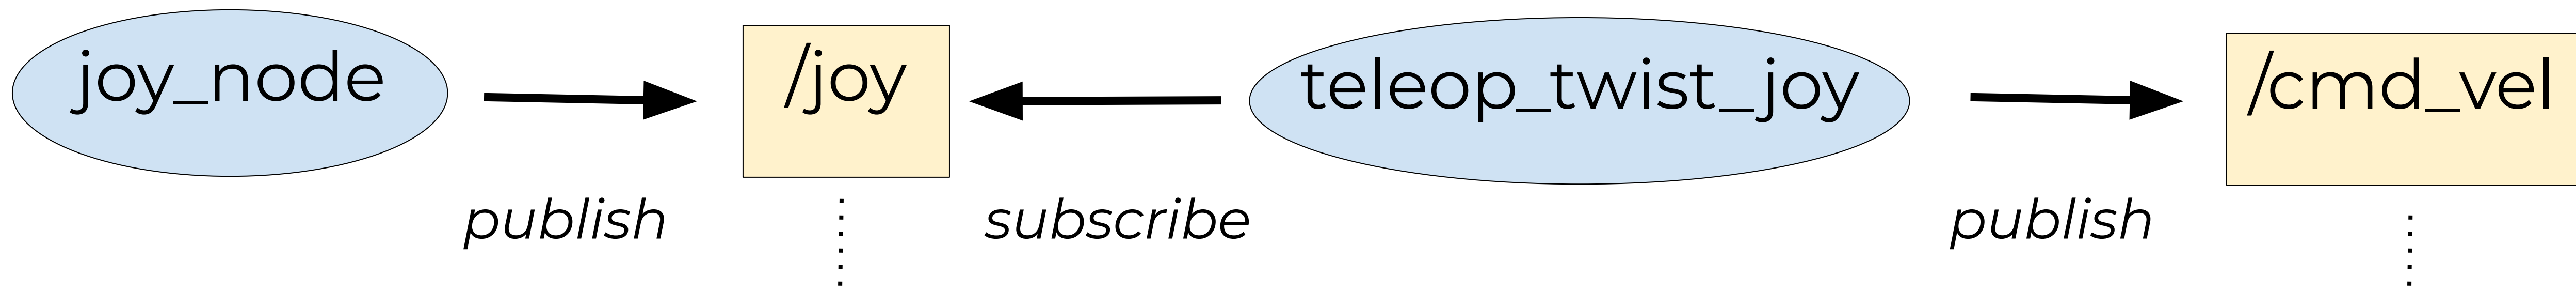 joy_node
/joy
teleop_twist_joy
/cmd_vel
publish
subscribe
publish